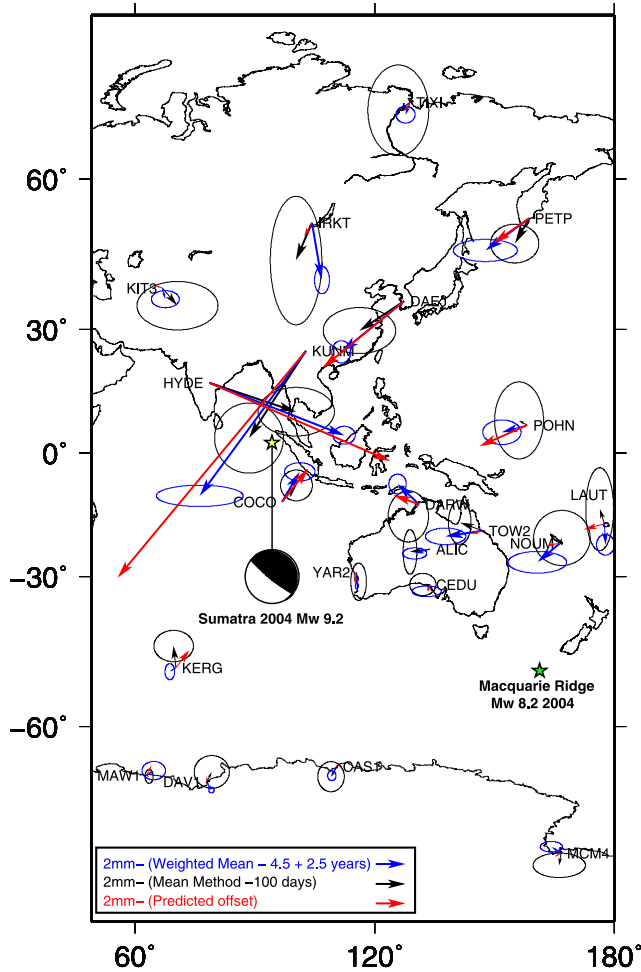 TIXI
60°
IRKT
PETP
KIT3
DAEJ
30°
KUNM
HYDE
POHN
0°
COCO
DARW
LAUT
TOW2
NOUM
ALIC
YAR2
CEDU
−30°
Sumatra 2004 Mw 9.2
KERG
Macquarie Ridge
Mw 8.2 2004
−60°
MAW1
DAV1
CAS1
MCM4
2mm− (Weighted Mean − 4.5 + 2.5 years)
2mm− (Mean Method −100 days)
2mm− (Predicted offset)
60° 120° 180°